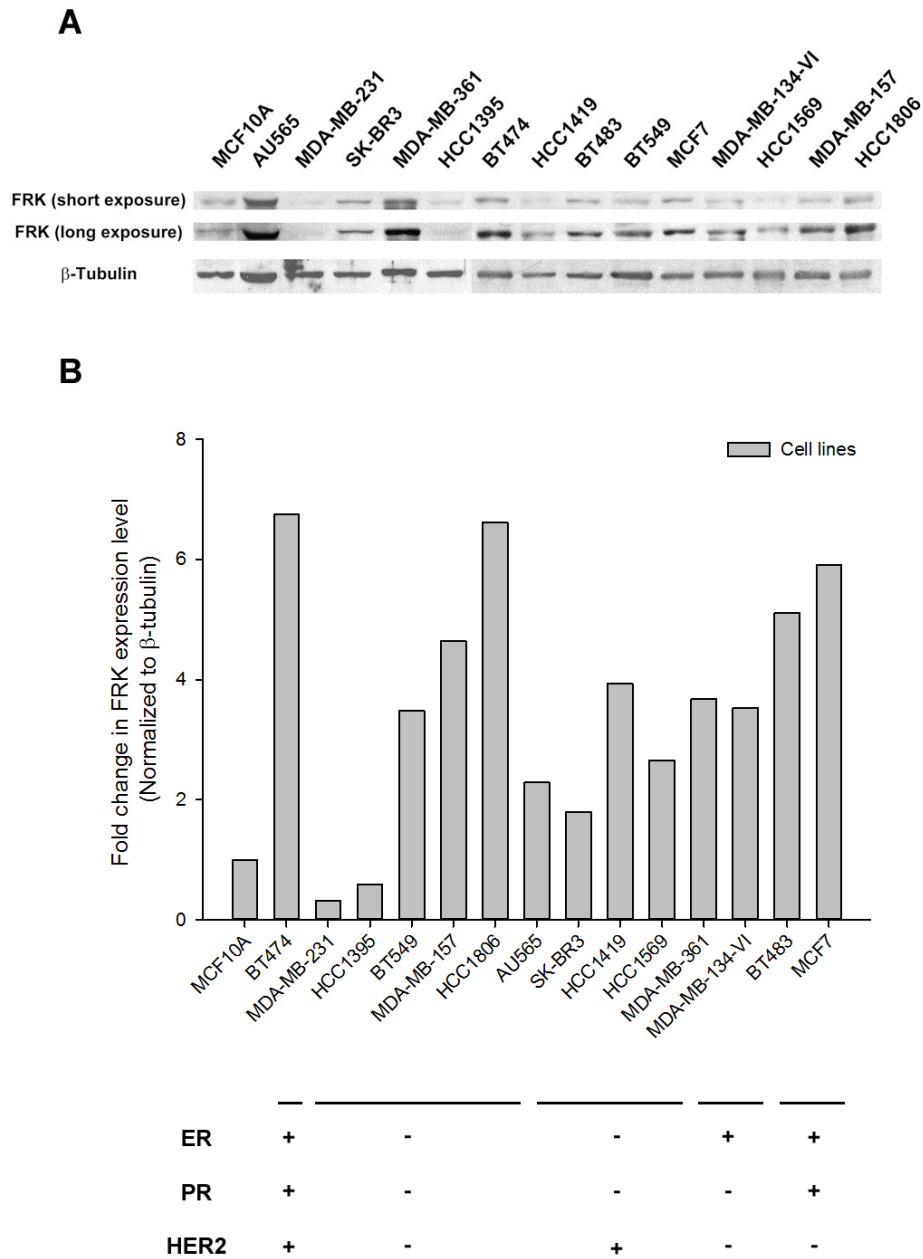 A
MCF10A
AU565
MDA-MB-231
SK-BR3
MDA-MB-361
HCC1395
BT474
HCC1419
BT483
BT549
MCF7
MDA-MB-134-VI
HCC1569
MDA-MB-157
HCC1806
FRK (short exposure)
FRK (long exposure)
β-Tubulin
B
Fold change in FRK expression level
(Normalized to β-tubulin)
8
6
4
2
0
Cell lines
MCF10A
BT474
MDA-MB-231
HCC1395
BT549
MDA-MB-157
HCC1806
AU565
SK-BR3
HCC1419
HCC1569
MDA-MB-361
MDA-MB-134-VI
BT483
MCF7
ER + - - + +
PR + - - - +
HER2 + - + - -